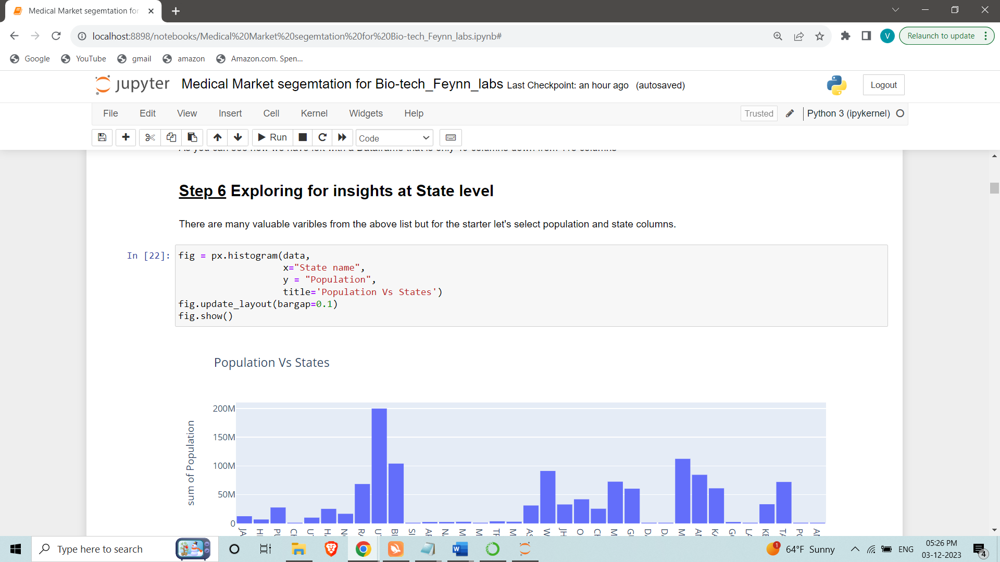 Medical Market segemtation for
localhost:8898/notebooks/Medical%20Market%20segemtation%20for%20Bio-tech_Feynn_labs.ipynb#
V
Relaunch to update
Google YouTube gmail amazon Amazon.com. Spen...
jupyter Medical Market segemtation for Bio-tech_Feynn_labs Last Checkpoint: an hour ago (autosaved)
Logout
File Edit View Insert Cell Kernel Widgets Help
Trusted
Python 3 (ipykernel)
Run
Code
Step 6 Exploring for insights at State level
There are many valuable varibles from the above list but for the starter let's select population and state columns.
In [22]: fig = px.histogram(data,
x="State name",
y = "Population",
title='Population Vs States')
fig.update_layout(bargap=0.1)
fig.show()
Population Vs States
sum of Population
200M
150M
100M
50M
0
Type here to search
1
64°F Sunny
ENG
05:26 PM
03-12-2023
4